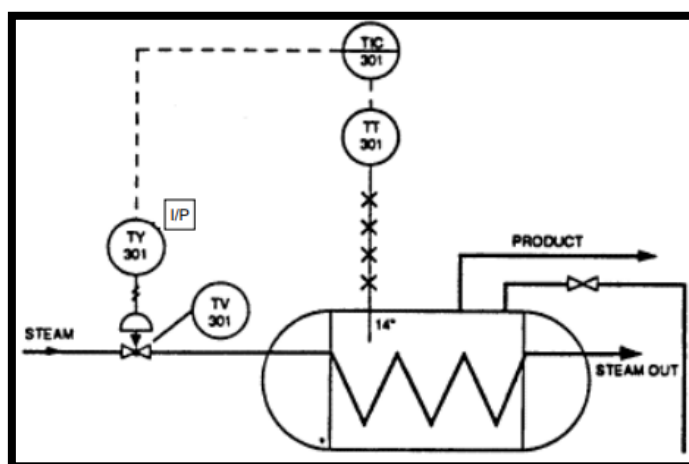 TIC
301
TT
301
I/P
TY
301
PRODUCT
TV
301
STEAM
14"
STEAM OUT